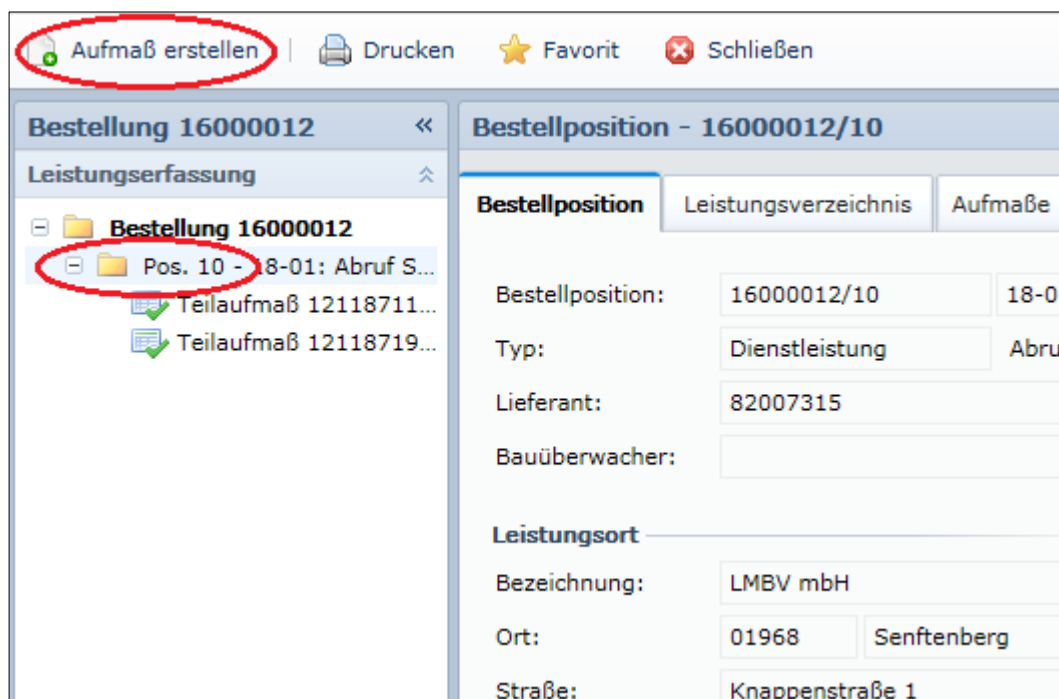 Aufmaß erstellen Drucken Favorit Schließen
Bestellung 16000012
Leistungserfassung
Bestellung 16000012
Pos. 10 - 18-01: Abruf S...
Teilaufmaß 12118711...
Teilaufmaß 12118719...
Bestellposition - 16000012/10
Bestellposition Leistungsverzeichnis Aufmaße
Bestellposition: 16000012/10 18-0
Typ: Dienstleistung Abru
Lieferant: 82007315
Bauüberwacher:
Leistungsort
Bezeichnung: LMBV mbH
Ort: 01968 Senftenberg
Straße: Knappenstraße 1